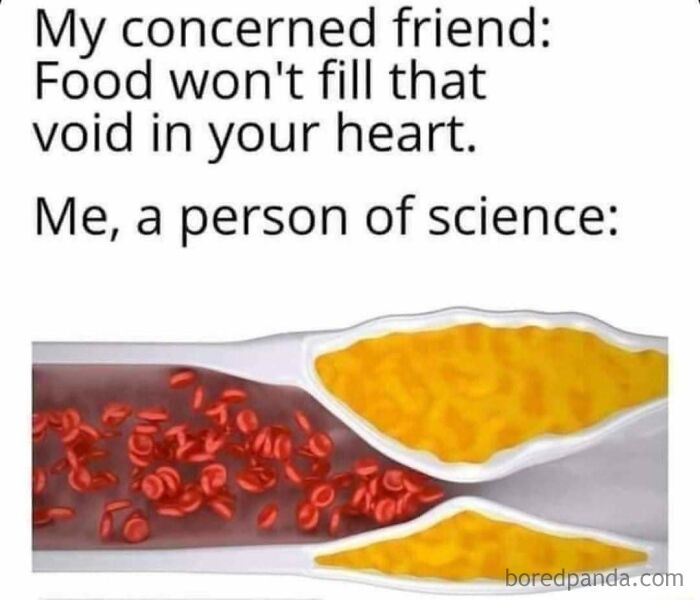 My concerned friend:
Food won't fill that
void in your heart.
Me, a person of science:
boredpanda.com